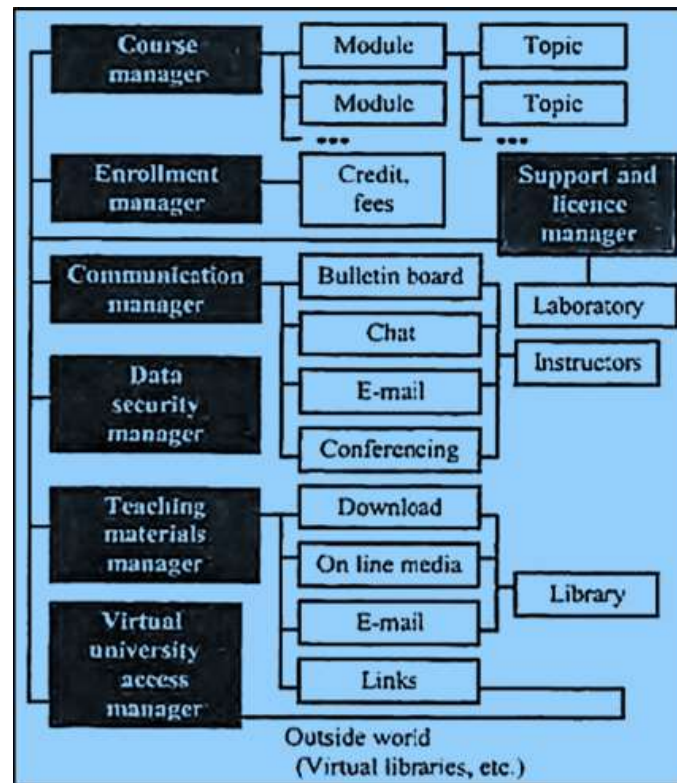 Course
manager
Module
Topic
Module
Topic
...
...
Enrollment
manager
Credit,
fees
Support and
licence
manager
Communication
manager
Bulletin board
Laboratory
Chat
Instructors
Data
security
manager
E-mail
Conferencing
Teaching
materials
manager
Download
On line media
Library
E-mail
Virtual
university
access
manager
Links
Outside world
(Virtual libraries, etc.)